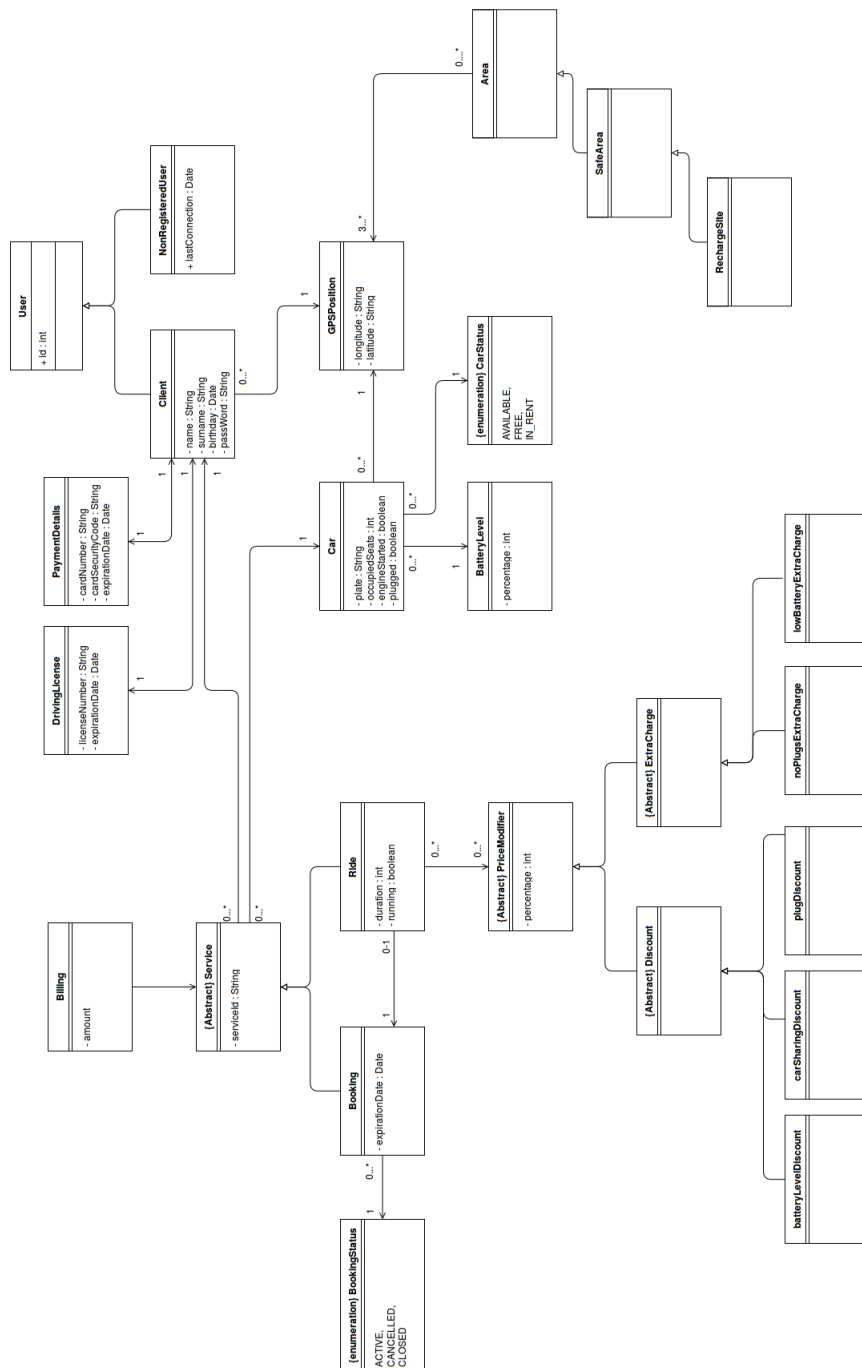 User
+ id : int
NonRegisteredUser
+ lastConnection : Date
Client
- name : String
- surname : String
- birthday : Date
- passWord : String
PaymentDetails
- cardNumber : String
- cardSecurityCode : String
- expirationDate : Date
DrivingLicense
- licenseNumber : String
- expirationDate : Date
1
1
1
1
1
1
0...*
1
GPSPosition
- longitude : String
- latitude : String
3...*
0...*
Area
SafeArea
RechargeSite
1
0...*
1
Car
- plate : String
- occupiedSeats : int
- engineStarted : boolean
- plugged : boolean
0...*
0...*
1
1
{enumeration} CarStatus
AVAILABLE,
FREE,
IN_RENT
BatteryLevel
- percentage : int
Billing
- amount
{Abstract} Service
- serviceId : String
0...*
0...*
Ride
- duration : int
- running : boolean
0-1
1
Booking
- expirationDate : Date
0...*
1
{enumeration} BookingStatus
ACTIVE,
CANCELLED,
CLOSED
0...*
0...*
{Abstract} PriceModifier
- percentage : int
{Abstract} Discount
{Abstract} ExtraCharge
batteryLevelDiscount
carSharingDiscount
plugDiscount
noPlugsExtraCharge
lowBatteryExtraCharge